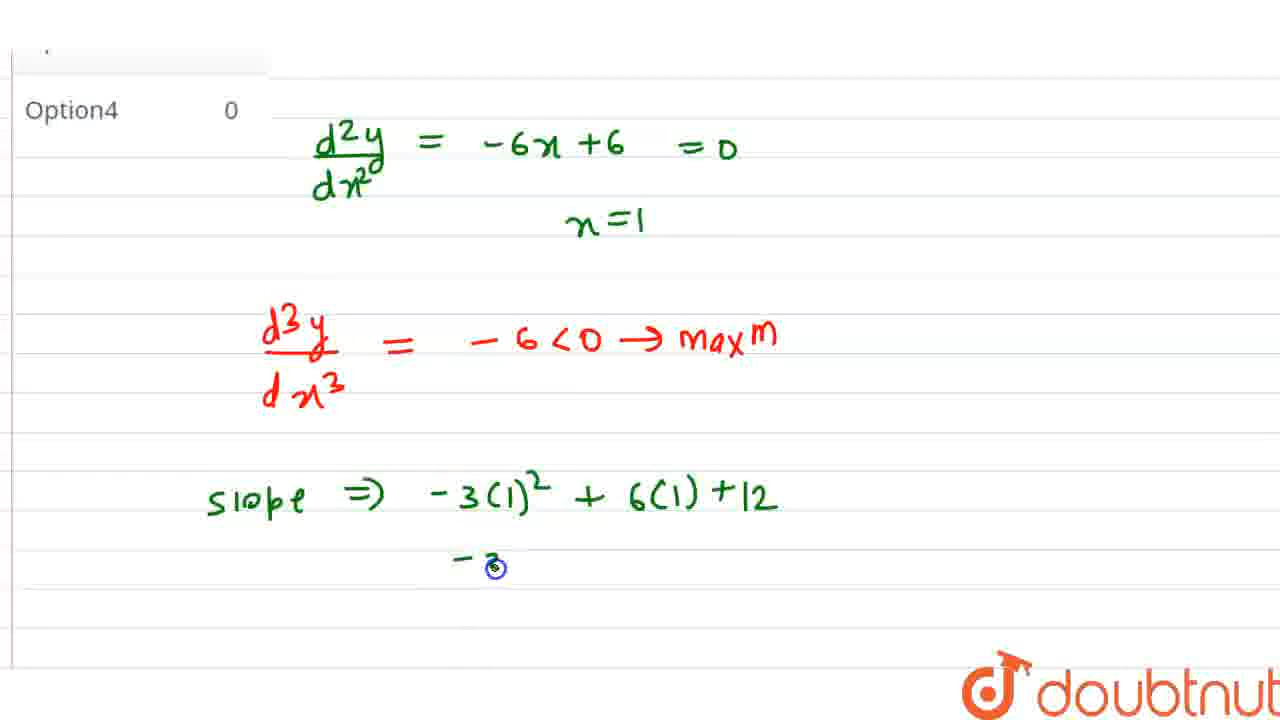 Option4 0
d²y/dx² = -6x + 6 = 0
x = 1
d³y/dx³ = -6 < 0 → maxm
slope ⇒ -3(1)² + 6(1) + 12
-3
doubtnut